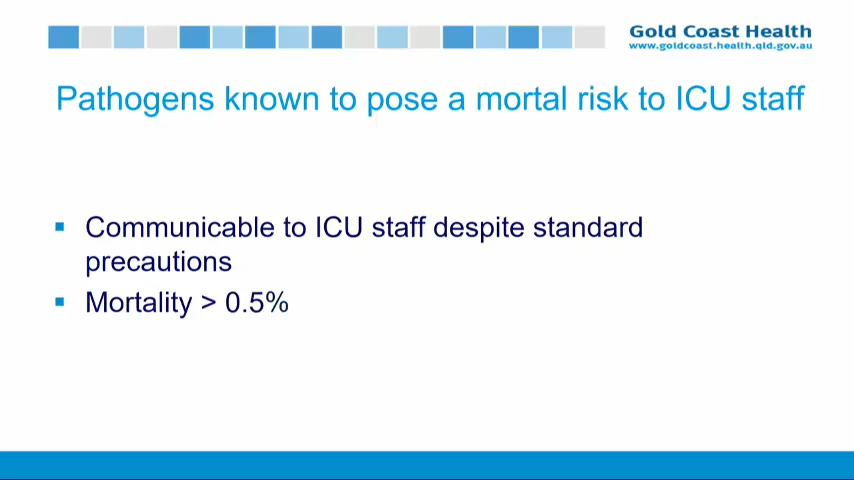 Gold Coast Health
www.goldcoast.health.qld.gov.au
Pathogens known to pose a mortal risk to ICU staff
Communicable to ICU staff despite standard
precautions
Mortality > 0.5%